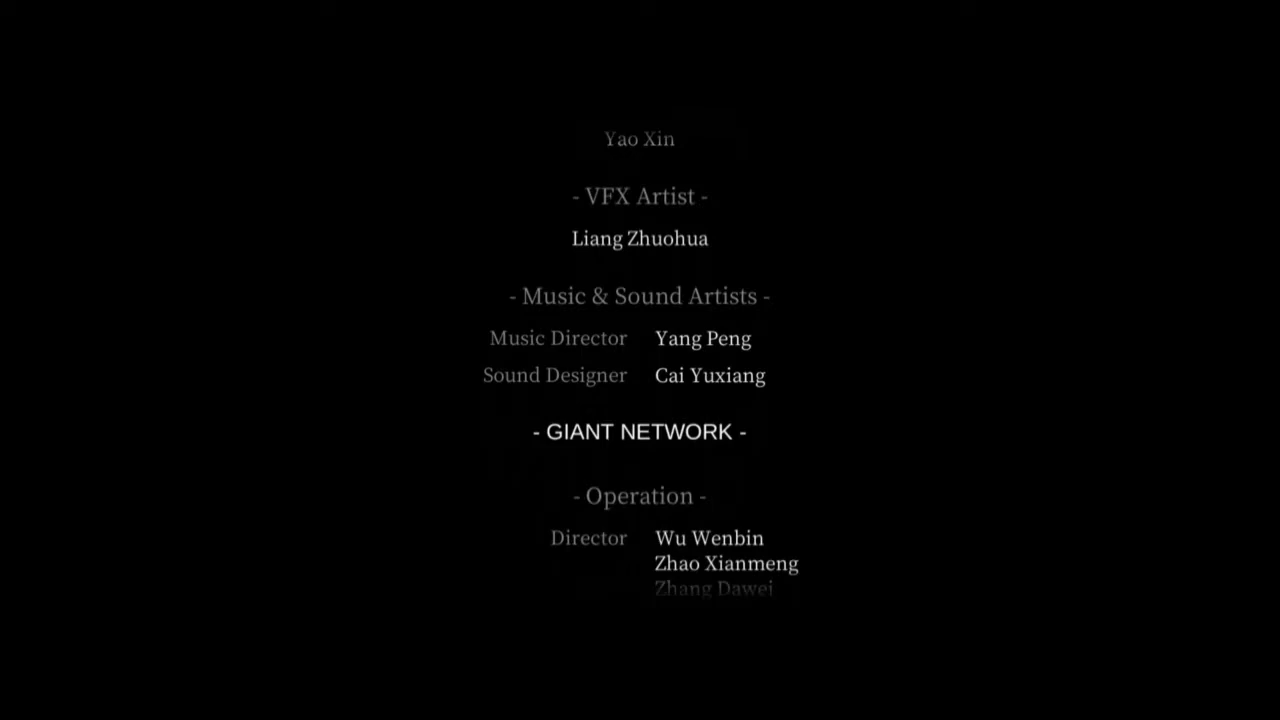 Yao Xin
- VFX Artist -
Liang Zhuohua
- Music & Sound Artists -
Music Director Yang Peng
Sound Designer Cai Yuxiang
- GIANT NETWORK -
- Operation -
Director Wu Wenbin
Zhao Xianmeng
Zhang Dawei